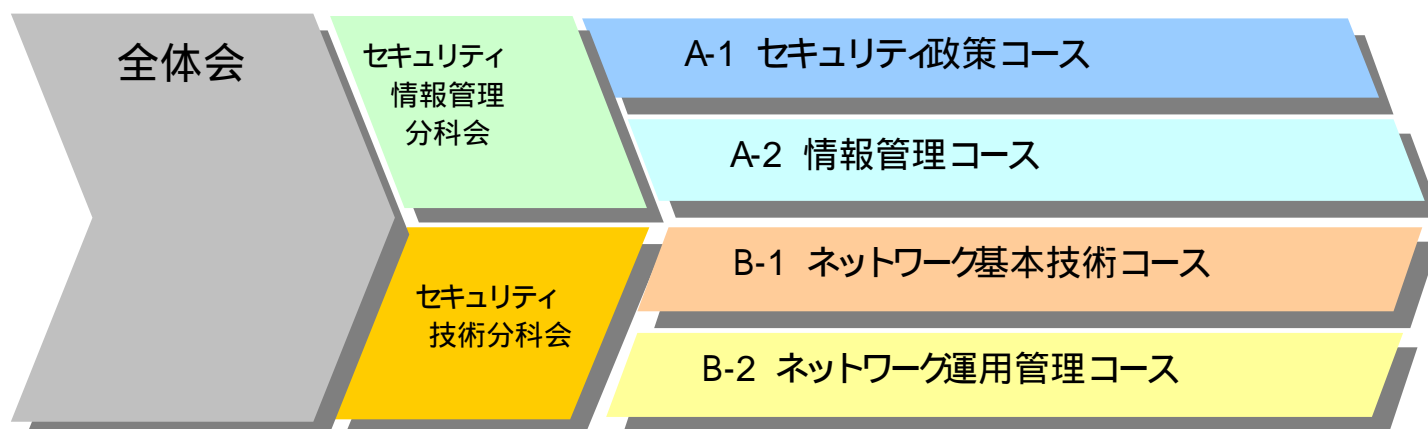 全体会
セキュリティ
情報管理
分科会
A-1 セキュリティ政策コース
A-2 情報管理コース
セキュリティ
技術分科会
B-1 ネットワーク基本技術コース
B-2 ネットワーク運用管理コース